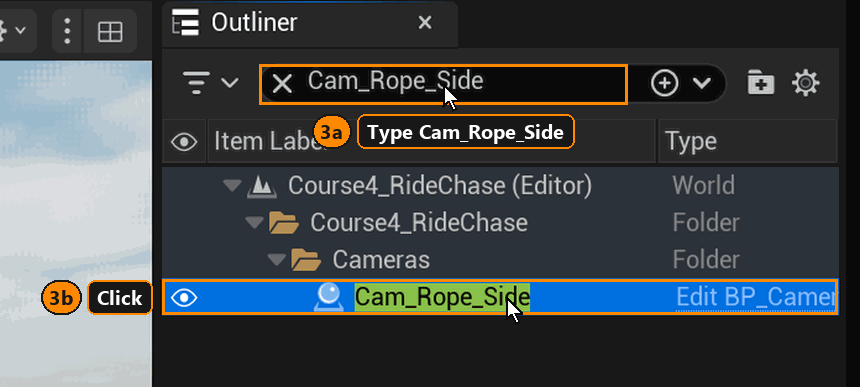 Outliner
Cam_Rope_Side
3a Type Cam_Rope_Side
Item Label Type
Course4_RideChase (Editor) World
Course4_RideChase Folder
Cameras Folder
3b Click Cam_Rope_Side Edit BP_Camer